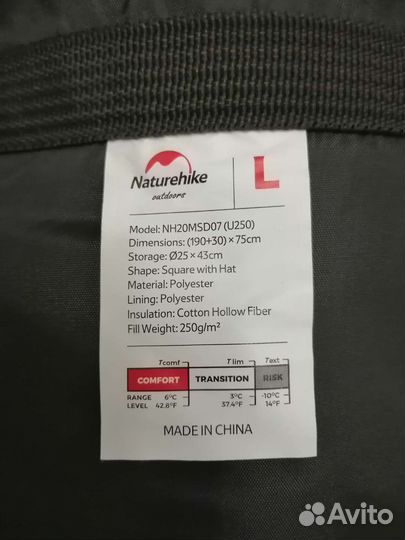 Naturehike
outdoors
L
Model: NH20MSD07 (U250)
Dimensions: (190+30)×75cm
Storage: Ø25×43cm
Shape: Square with Hat
Material: Polyester
Lining: Polyester
Insulation: Cotton Hollow Fiber
Fill Weight: 250g/m²
Tcomf Tlim Text
COMFORT TRANSITION RISK
RANGE 6°C 3°C -10°C
LEVEL 42.8°F 37.4°F 14°F
MADE IN CHINA
Avito